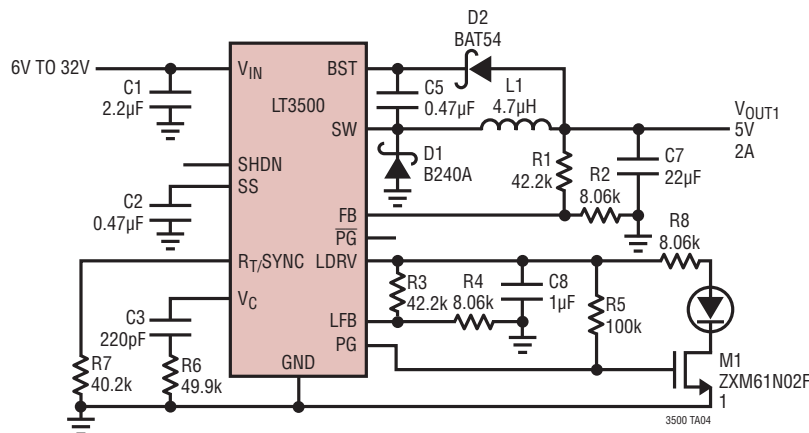 D2
BAT54
6V TO 32V
VIN
BST
C1
2.2µF
LT3500
C5
0.47µF
L1
4.7µH
SW
VOUT1
5V
2A
D1
B240A
R1
42.2k
R2
8.06k
C7
22µF
SHDN
SS
C2
0.47µF
FB
PG
R8
8.06k
RT/SYNC
LDRV
R3
42.2k
R4
8.06k
C8
1µF
R5
100k
VC
C3
220pF
LFB
PG
GND
R7
40.2k
R6
49.9k
M1
ZXM61N02F
1
3500 TA04